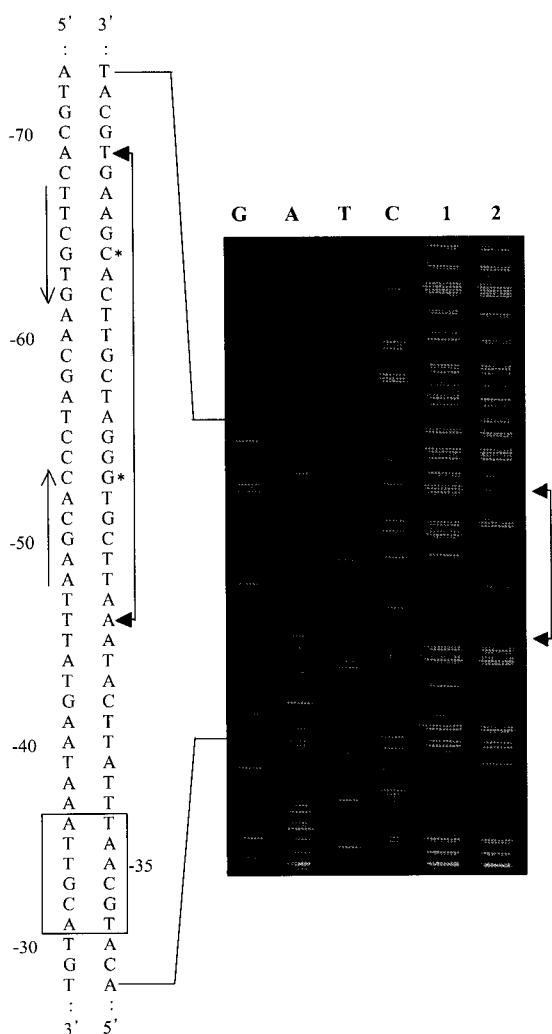 5' 3'
: :
A T
T A
G C
-70 C G
A T
C G
T A
T A
C G
G C*
T A
G C
A T
-60 A T
C G
G C
A T
T A
C G
C G
C G*
A T
C G
-50 G C
A T
A T
T A
T A
T A
A T
T A
G C
A T
-40 A T
T A
A T
A T
A T
T A
T A -35
G C
C G
A T
-30 T A
G C
T A
: :
3' 5'
G A T C 1 2